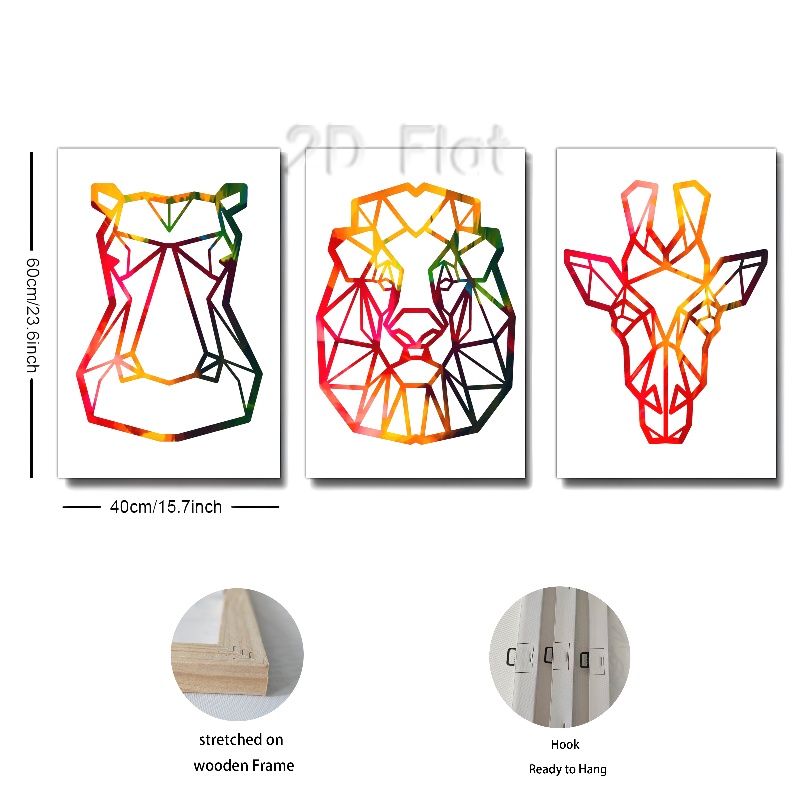 2D Flat
60cm/23.6inch
40cm/15.7inch
stretched on
wooden Frame
Hook
Ready to Hang